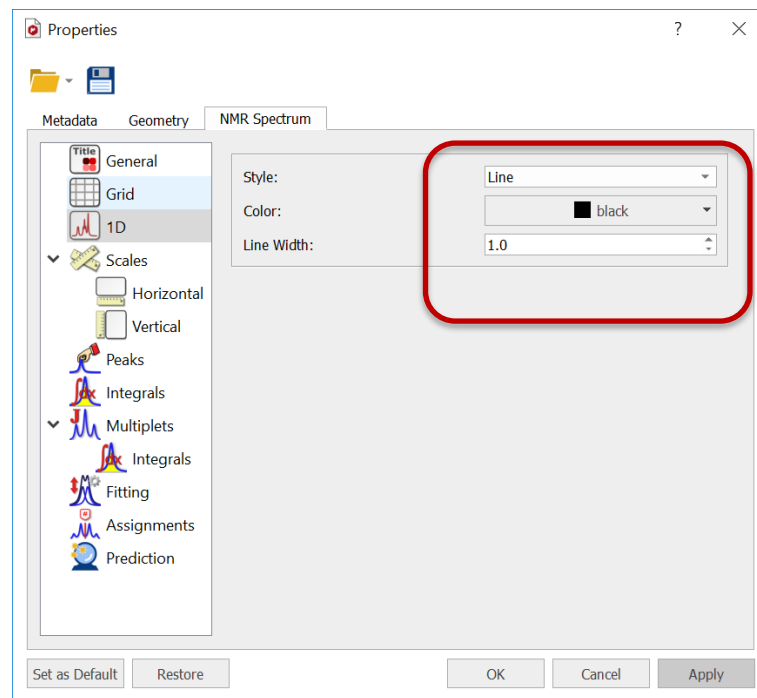 Properties
?
Metadata Geometry NMR Spectrum
Title
General
Grid
1D
Scales
Horizontal
Vertical
Peaks
Integrals
Multiplets
Integrals
Fitting
Assignments
Prediction
Style: Line
Color: black
Line Width: 1.0
Set as Default Restore OK Cancel Apply